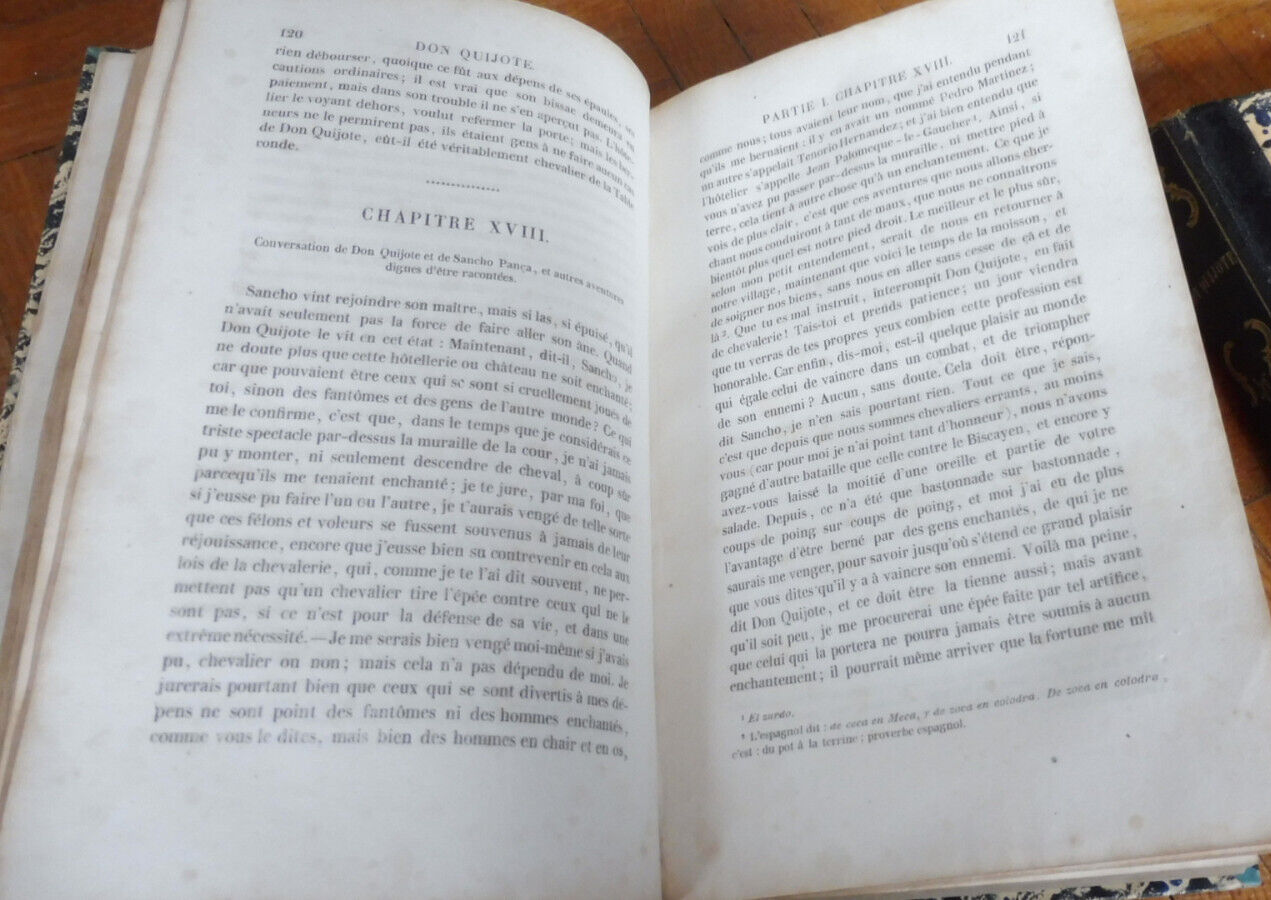 120
DON QUIJOTE.
rien débourser, quoique ce fût aux dépens de ses épaules, ses
cautions ordinaires; il est vrai que son bissac demeura en
paiement, mais dans son trouble il ne s'en aperçut pas. L'hôte-
lier le voyant dehors, voulut refermer la porte; mais les ber-
neurs ne le permirent pas, ils étaient gens à ne faire aucun cas
de Don Quijote, eût-il été véritablement chevalier de la Table
ronde.
CHAPITRE XVIII.
Conversation de Don Quijote et de Sancho Pança, et autres aventures
dignes d'être racontées.
Sancho vint rejoindre son maître, mais si las, si épuisé, qu'il
n'avait seulement pas la force de faire aller son âne. Quand
Don Quijote le vit en cet état : Maintenant, dit-il, Sancho, je
ne doute plus que cette hôtellerie ou château ne soit enchanté;
car que pouvaient être ceux qui se sont si cruellement joués de
toi, sinon des fantômes et des gens de l'autre monde? Ce qui
me le confirme, c'est que, dans le temps que je considérais ce
triste spectacle par-dessus la muraille de la cour, je n'ai jamais
pu y monter, ni seulement descendre de cheval, à coup sûr
parcequ'ils me tenaient enchanté; je te jure, par ma foi, que
si j'eusse pu faire l'un ou l'autre, je t'aurais vengé de telle sorte
que ces félons et voleurs se fussent souvenus à jamais de leur
réjouissance, encore que j'eusse bien su contrevenir en cela aux
lois de la chevalerie, qui, comme je te l'ai dit souvent, ne per-
mettent pas qu'un chevalier tire l'épée contre ceux qui ne le
sont pas, si ce n'est pour la défense de sa vie, et dans une
extrême nécessité.—Je me serais bien vengé moi-même si j'avais
pu, chevalier ou non; mais cela n'a pas dépendu de moi. Je
jurerais pourtant bien que ceux qui se sont divertis à mes dé-
pens ne sont point des fantômes ni des hommes enchantés,
comme vous le dites, mais bien des hommes en chair et en os,
121
PARTIE I. CHAPITRE XVIII.
comme nous; tous avaient leur nom, que j'ai entendu pendant
qu'ils me bernaient : il y en avait un nommé Pedro Martinez;
un autre s'appelait Tenorio Hernandez; et j'ai bien entendu que
l'hôtelier s'appelle Jean Palomeque-le-Gaucher¹. Ainsi, si
vous n'avez pu passer par-dessus la muraille, ni mettre pied à
terre, cela tient à autre chose qu'à un enchantement. Ce que je
vois de plus clair, c'est que ces aventures que nous allons cher-
chant nous conduiront à tant de maux, que nous ne connaîtrons
bientôt plus quel est notre pied droit. Le meilleur et le plus sûr,
selon mon petit entendement, serait de nous en retourner à
notre village, maintenant que voici le temps de la moisson, et
de soigner nos biens, sans nous en aller sans cesse de çà et de
là². Que tu es mal instruit, interrompit Don Quijote, en fait
de chevalerie! Tais-toi et prends patience; un jour viendra
que tu verras de tes propres yeux combien cette profession est
honorable. Car enfin, dis-moi, est-il quelque plaisir au monde
qui égale celui de vaincre dans un combat, et de triompher
de son ennemi? Aucun, sans doute. Cela doit être, répon-
dit Sancho, je n'en sais pourtant rien. Tout ce que je sais,
c'est que depuis que nous sommes chevaliers errants, au moins
vous (car pour moi je n'ai point tant d'honneur), nous n'avons
gagné d'autre bataille que celle contre le Biscayen, et encore y
avez-vous laissé la moitié d'une oreille et partie de votre
salade. Depuis, ce n'a été que bastonnade sur bastonnade,
coups de poing sur coups de poing, et moi j'ai eu de plus
l'avantage d'être berné par des gens enchantés, de qui je ne
saurais me venger, pour savoir jusqu'où s'étend ce grand plaisir
que vous dites qu'il y a à vaincre son ennemi. Voilà ma peine,
dit Don Quijote, et ce doit être la tienne aussi; mais avant
qu'il soit peu, je me procurerai une épée faite par tel artifice,
que celui qui la portera ne pourra jamais être soumis à aucun
enchantement; il pourrait même arriver que la fortune me mît
¹ El zurdo.
² L'espagnol dit : de ceca en Meca, y de zoca en colodra. De zoca en colodra,
c'est : du pot à la terrine; proverbe espagnol.
QUIJOTE